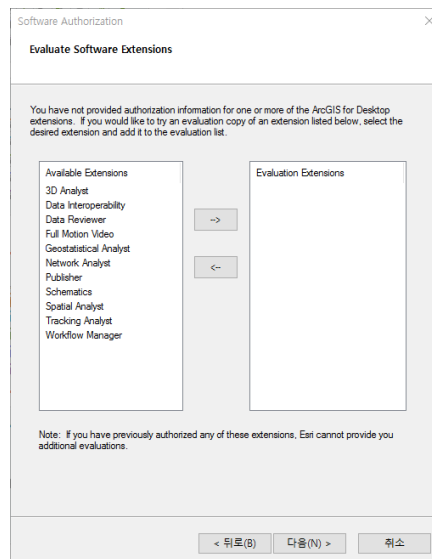 Software Authorization
Evaluate Software Extensions
You have not provided authorization information for one or more of the ArcGIS for Desktop
extensions. If you would like to try an evaluation copy of an extension listed below, select the
desired extension and add it to the evaluation list.
Available Extensions
3D Analyst
Data Interoperability
Data Reviewer
Full Motion Video
Geostatistical Analyst
Network Analyst
Publisher
Schematics
Spatial Analyst
Tracking Analyst
Workflow Manager
-->
<--
Evaluation Extensions
Note: If you have previously authorized any of these extensions, Esri cannot provide you
additional evaluations.
< 뒤로(B) 다음(N) > 취소